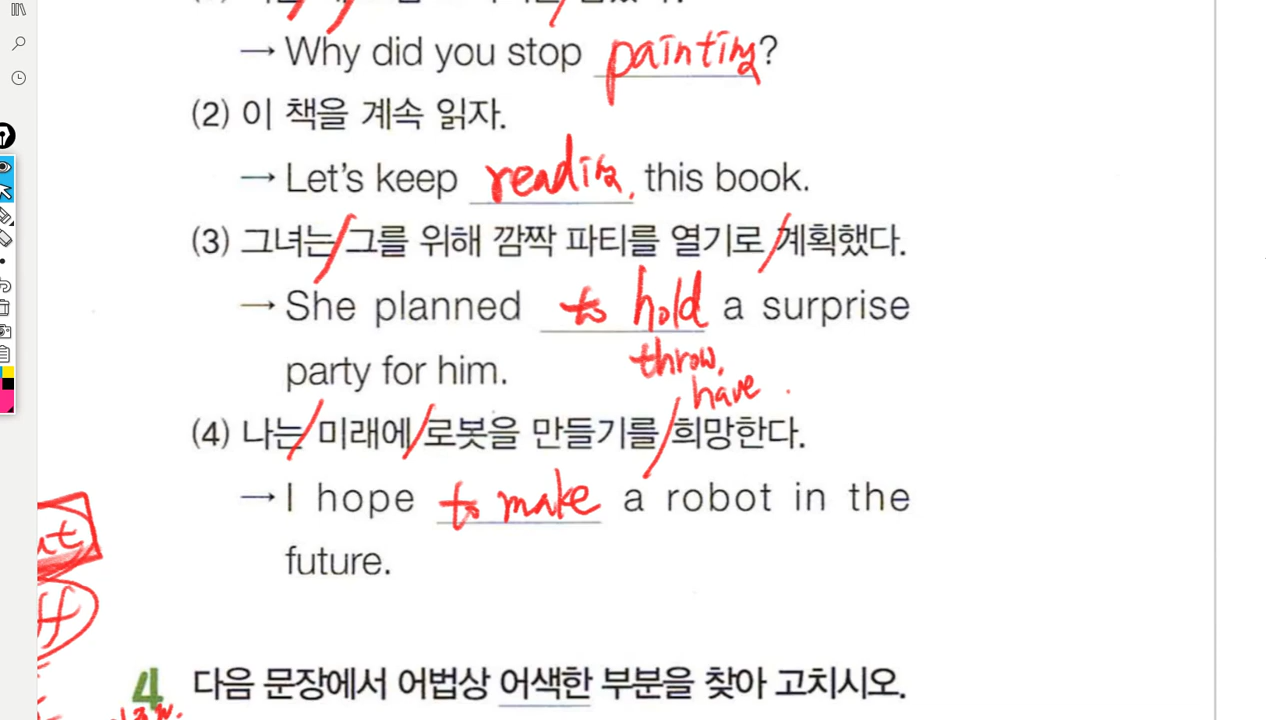 → Why did you stop painting?
(2) 이 책을 계속 읽자.
→ Let's keep reading this book.
(3) 그녀는/그를 위해 깜짝 파티를 열기로/계획했다.
→ She planned to hold a surprise
throw,
party for him.
have
(4) 나는/미래에/로봇을 만들기를/희망한다.
→ I hope to make a robot in the
future.
4 다음 문장에서 어법상 어색한 부분을 찾아 고치시오.